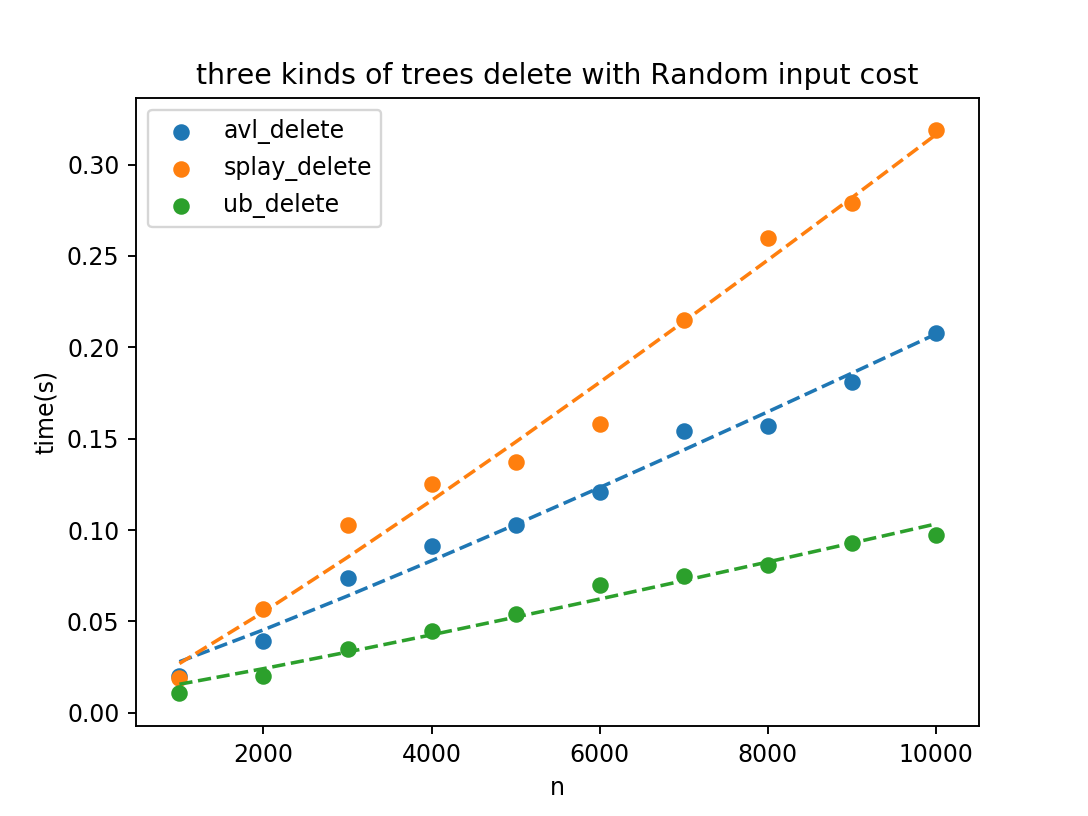 three kinds of trees delete with Random input cost
avl_delete
splay_delete
ub_delete
time(s)
0.30
0.25
0.20
0.15
0.10
0.05
0.00
2000 4000 6000 8000 10000
n